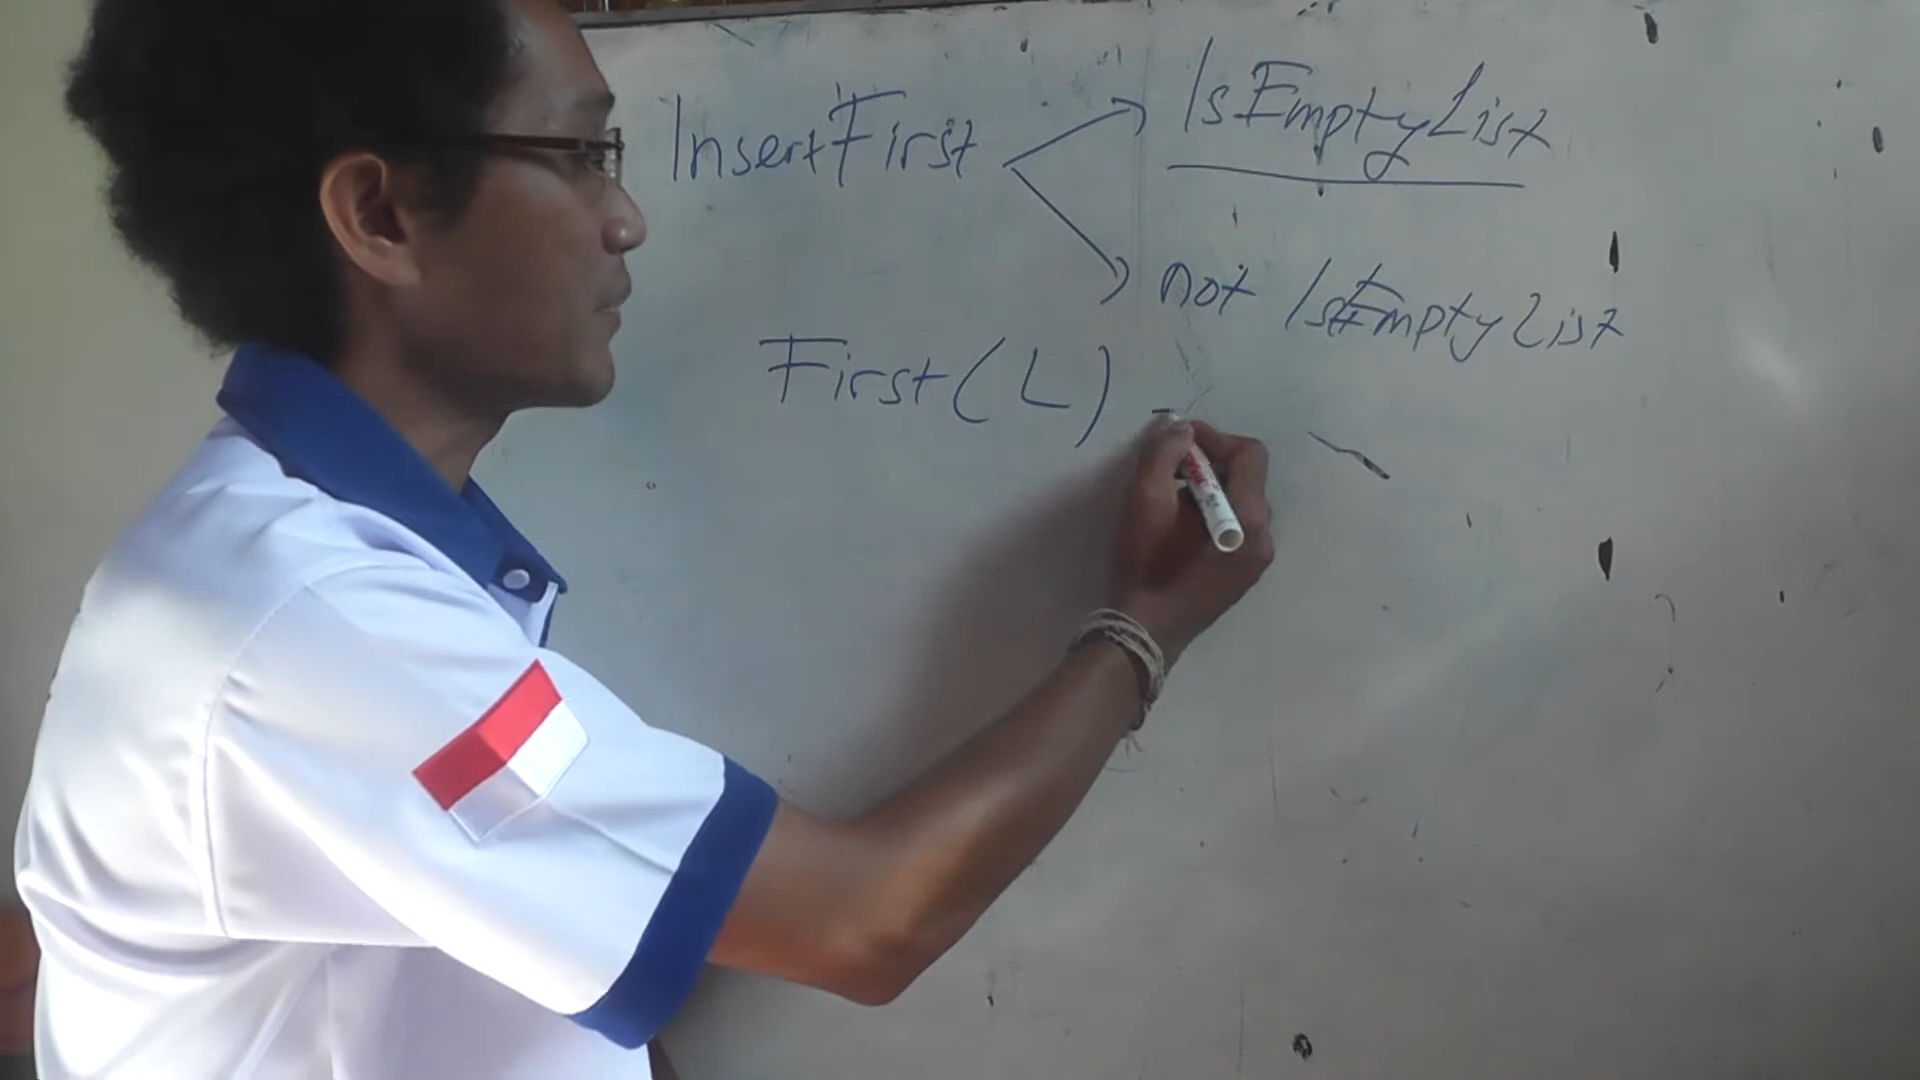 InsertFirst
IsEmptyList
not IsEmptyList
First(L)